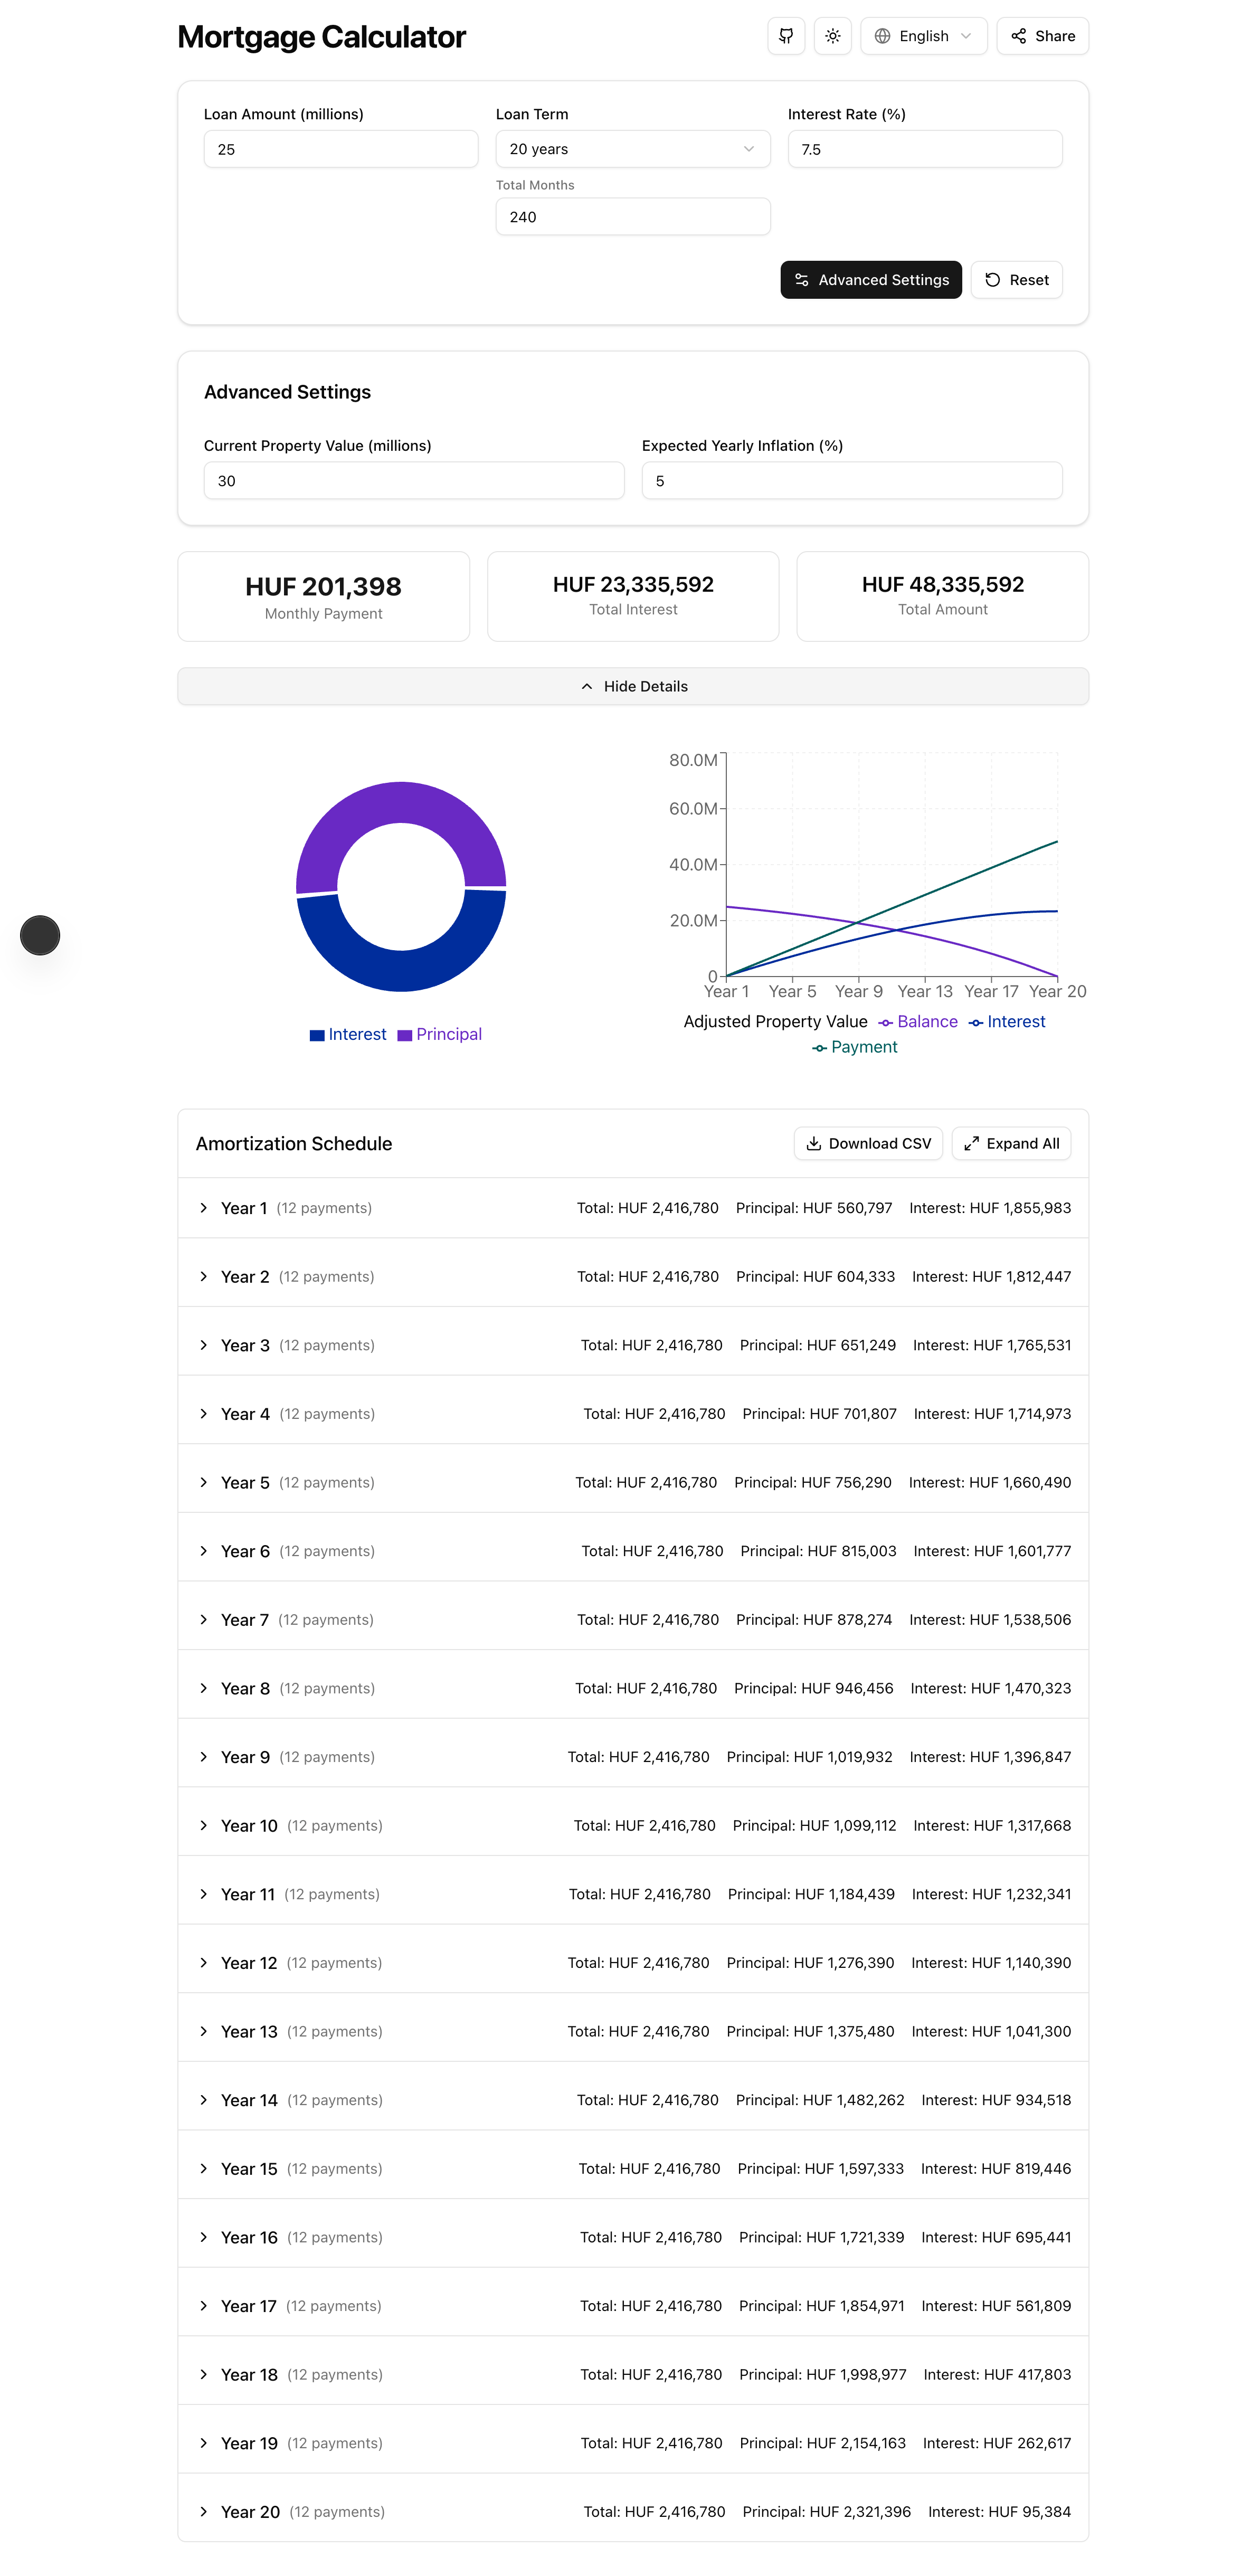 Mortgage Calculator
English
Share
Loan Amount (millions)
Loan Term
Interest Rate (%)
25
20 years
7.5
Total Months
240
Advanced Settings
Reset
Advanced Settings
Current Property Value (millions)
Expected Yearly Inflation (%)
30
5
HUF 201,398
Monthly Payment
HUF 23,335,592
Total Interest
HUF 48,335,592
Total Amount
Hide Details
Interest
Principal
80.0M
60.0M
40.0M
20.0M
0
Year 1 Year 5 Year 9 Year 13 Year 17 Year 20
Adjusted Property Value Balance Interest
Payment
Amortization Schedule
Download CSV
Expand All
Year 1 (12 payments) Total: HUF 2,416,780 Principal: HUF 560,797 Interest: HUF 1,855,983
Year 2 (12 payments) Total: HUF 2,416,780 Principal: HUF 604,333 Interest: HUF 1,812,447
Year 3 (12 payments) Total: HUF 2,416,780 Principal: HUF 651,249 Interest: HUF 1,765,531
Year 4 (12 payments) Total: HUF 2,416,780 Principal: HUF 701,807 Interest: HUF 1,714,973
Year 5 (12 payments) Total: HUF 2,416,780 Principal: HUF 756,290 Interest: HUF 1,660,490
Year 6 (12 payments) Total: HUF 2,416,780 Principal: HUF 815,003 Interest: HUF 1,601,777
Year 7 (12 payments) Total: HUF 2,416,780 Principal: HUF 878,274 Interest: HUF 1,538,506
Year 8 (12 payments) Total: HUF 2,416,780 Principal: HUF 946,456 Interest: HUF 1,470,323
Year 9 (12 payments) Total: HUF 2,416,780 Principal: HUF 1,019,932 Interest: HUF 1,396,847
Year 10 (12 payments) Total: HUF 2,416,780 Principal: HUF 1,099,112 Interest: HUF 1,317,668
Year 11 (12 payments) Total: HUF 2,416,780 Principal: HUF 1,184,439 Interest: HUF 1,232,341
Year 12 (12 payments) Total: HUF 2,416,780 Principal: HUF 1,276,390 Interest: HUF 1,140,390
Year 13 (12 payments) Total: HUF 2,416,780 Principal: HUF 1,375,480 Interest: HUF 1,041,300
Year 14 (12 payments) Total: HUF 2,416,780 Principal: HUF 1,482,262 Interest: HUF 934,518
Year 15 (12 payments) Total: HUF 2,416,780 Principal: HUF 1,597,333 Interest: HUF 819,446
Year 16 (12 payments) Total: HUF 2,416,780 Principal: HUF 1,721,339 Interest: HUF 695,441
Year 17 (12 payments) Total: HUF 2,416,780 Principal: HUF 1,854,971 Interest: HUF 561,809
Year 18 (12 payments) Total: HUF 2,416,780 Principal: HUF 1,998,977 Interest: HUF 417,803
Year 19 (12 payments) Total: HUF 2,416,780 Principal: HUF 2,154,163 Interest: HUF 262,617
Year 20 (12 payments) Total: HUF 2,416,780 Principal: HUF 2,321,396 Interest: HUF 95,384